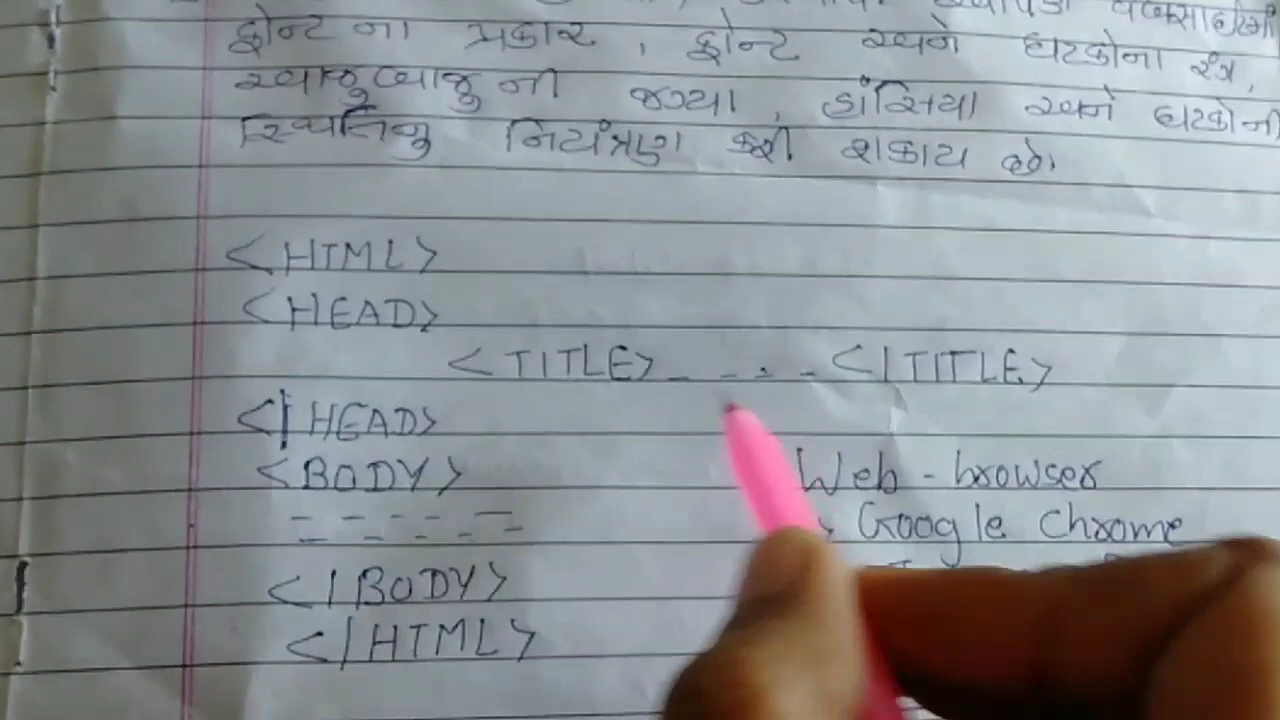 ફોન્ટના પ્રકાર , ફોન્ટ અને ઘટકોના રંગ ,
આજુબાજુની જગ્યા , હાંસિયા અને ઘટકોની
સ્થિતિનુ નિયંત્રણ કરી શકાય છે.
<HTML>
<HEAD>
<TITLE>_ _ . _ </TITLE>
</HEAD>
<BODY>
Web - browser
_ _ _ _ _
Google Chrome
</BODY>
</HTML>